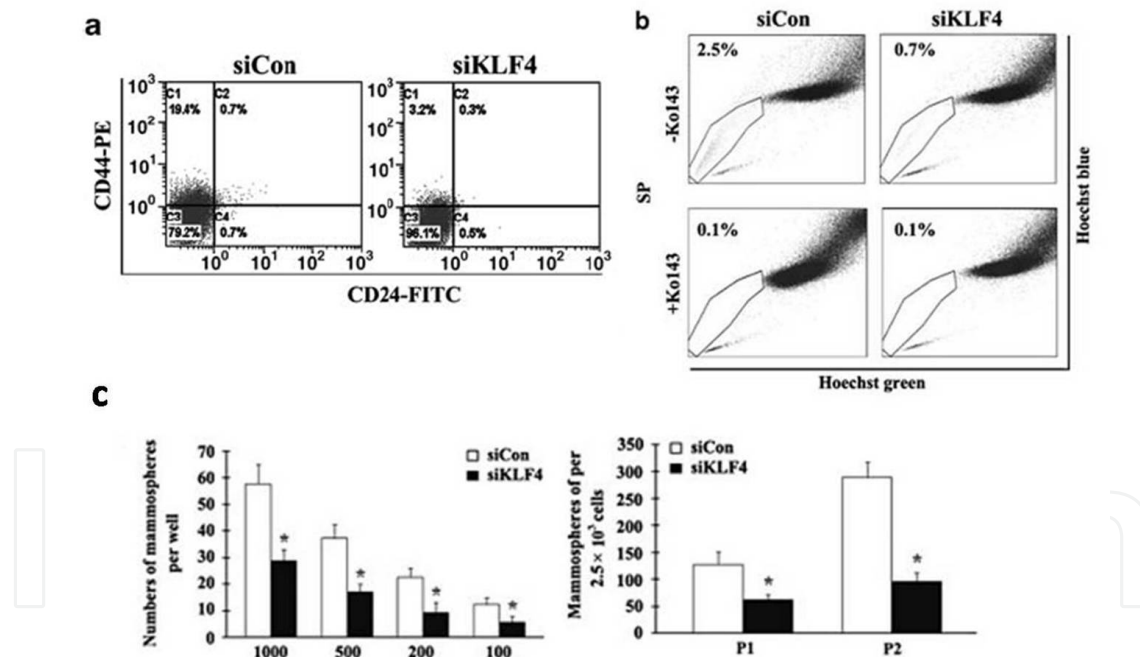 a
siCon
siKLF4
CD44-PE
10³
10²
10¹
10⁰
C1
19.4%
C2
0.7%
C3
79.2%
C4
0.7%
10⁰ 10¹ 10² 10³
10³
10²
10¹
10⁰
C1
3.2%
C2
0.3%
C3
96.1%
C4
0.5%
10⁰ 10¹ 10² 10³
CD24-FITC
b
siCon
siKLF4
SP
-Ko143
2.5%
0.7%
+Ko143
0.1%
0.1%
Hoechst blue
Hoechst green
c
Numbers of mammospheres
per well
70
60
50
40
30
20
10
0
siCon
siKLF4
*
*
*
*
1000 500 200 100
Mammospheres of per
2.5 × 10³ cells
350
300
250
200
150
100
50
0
siCon
siKLF4
*
*
P1 P2